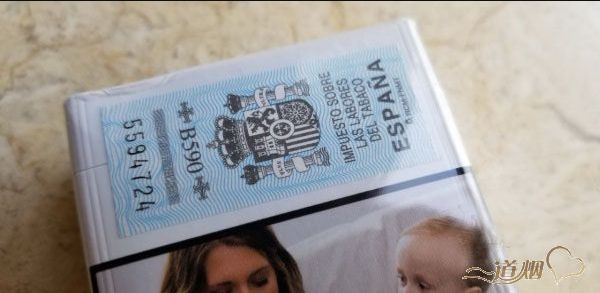 IMPUESTO SOBRE
LAS LABORES
DEL TABACO
ESPAÑA
B590
5594724
道烟